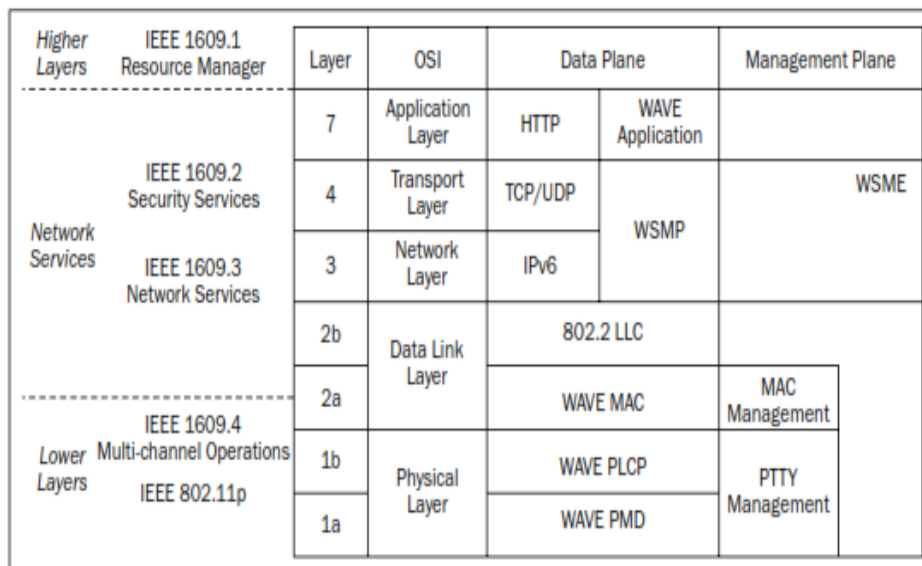 Higher
Layers
IEEE 1609.1
Resource Manager
Layer
OSI
Data Plane
Management Plane
7
Application
Layer
HTTP
WAVE
Application
IEEE 1609.2
Security Services
4
Transport
Layer
TCP/UDP
WSMP
WSME
Network
Services
IEEE 1609.3
Network Services
3
Network
Layer
IPv6
2b
Data Link
Layer
802.2 LLC
2a
WAVE MAC
MAC
Management
Lower
Layers
IEEE 1609.4
Multi-channel Operations
IEEE 802.11p
1b
Physical
Layer
WAVE PLCP
PTTY
Management
1a
WAVE PMD